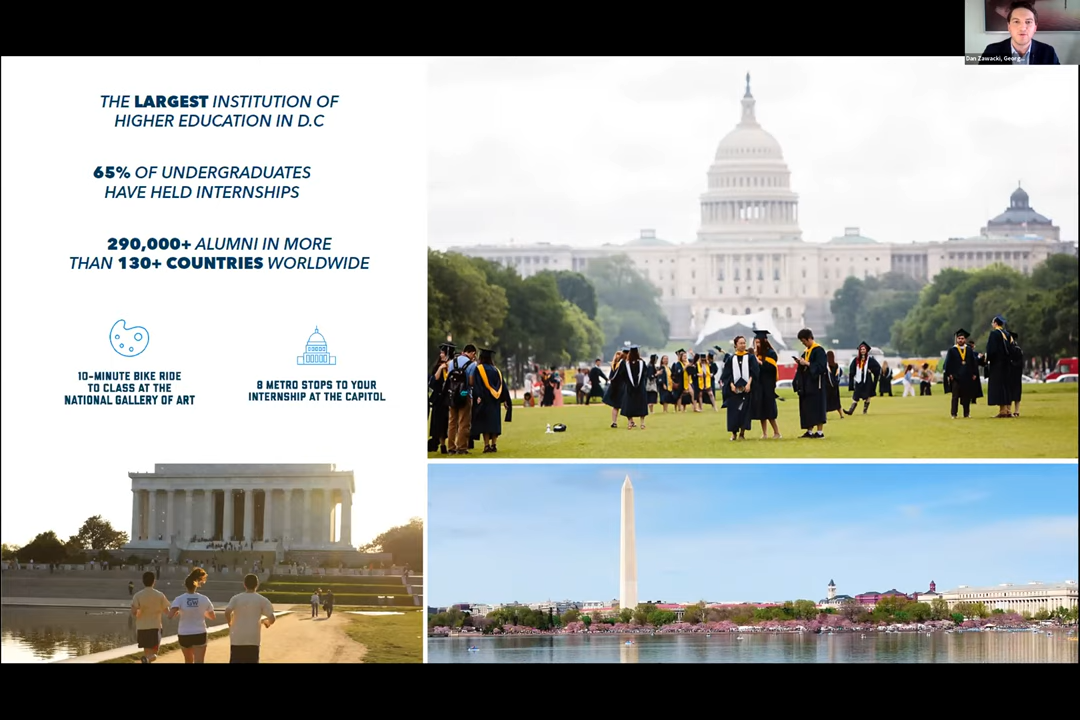 Dan Zawacki, Georg...
THE LARGEST INSTITUTION OF
HIGHER EDUCATION IN D.C
65% OF UNDERGRADUATES
HAVE HELD INTERNSHIPS
290,000+ ALUMNI IN MORE
THAN 130+ COUNTRIES WORLDWIDE
10-MINUTE BIKE RIDE
TO CLASS AT THE
NATIONAL GALLERY OF ART
8 METRO STOPS TO YOUR
INTERNSHIP AT THE CAPITOL